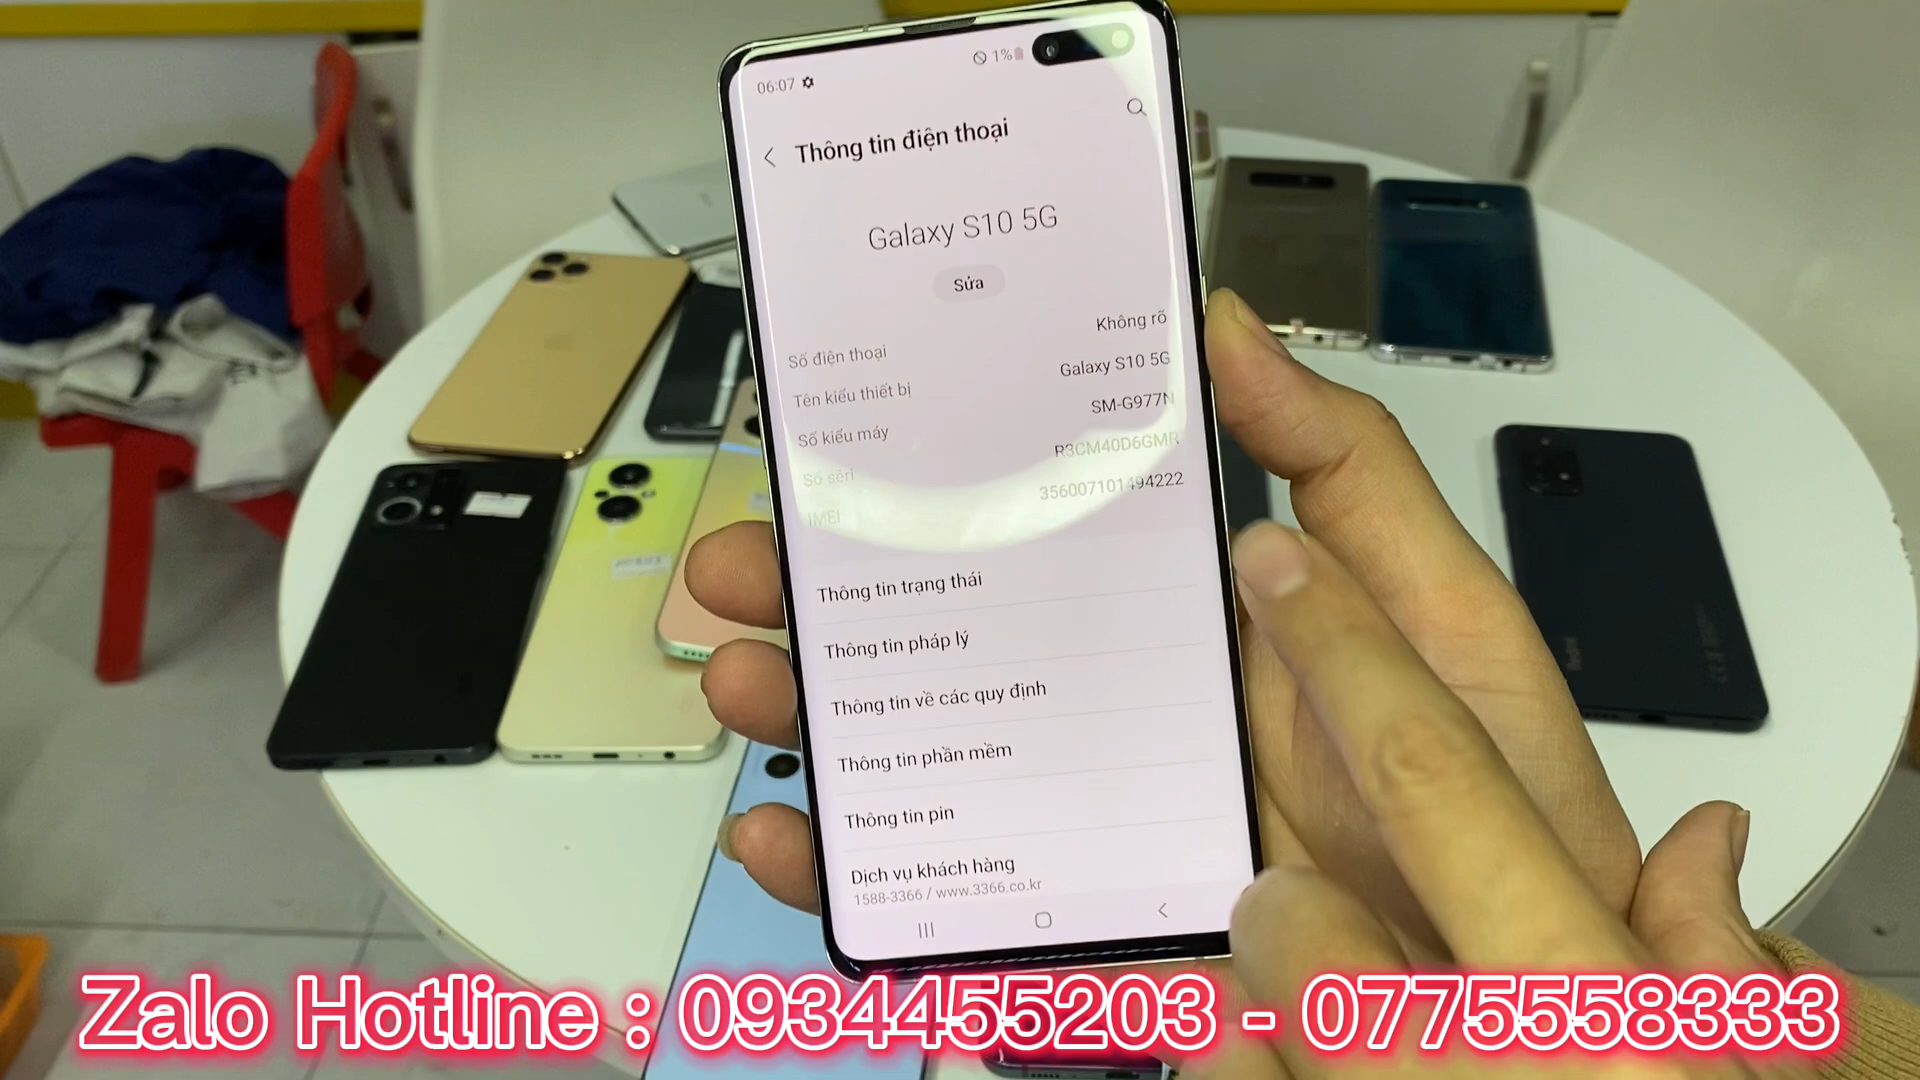 06:07
1%
Thông tin điện thoại
Galaxy S10 5G
Sửa
Số điện thoại Không rõ
Tên kiểu thiết bị Galaxy S10 5G
Số kiểu máy SM-G977N
Số sêri R3CM40D6GMR
IMEI 356007101494222
Thông tin trạng thái
Thông tin pháp lý
Thông tin về các quy định
Thông tin phần mềm
Thông tin pin
Dịch vụ khách hàng
1588-3366 / www.3366.co.kr
Redmi
Zalo Hotline : 0934455203 - 0775558333